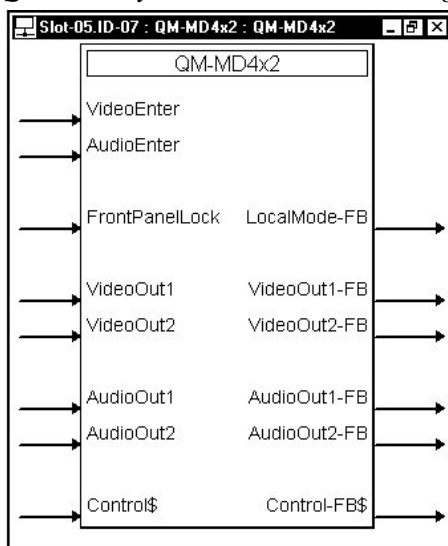 Slot-05.ID-07 : QM-MD4x2 : QM-MD4x2
QM-MD4x2
VideoEnter
AudioEnter
FrontPanelLock LocalMode-FB
VideoOut1 VideoOut1-FB
VideoOut2 VideoOut2-FB
AudioOut1 AudioOut1-FB
AudioOut2 AudioOut2-FB
Control$ Control-FB$